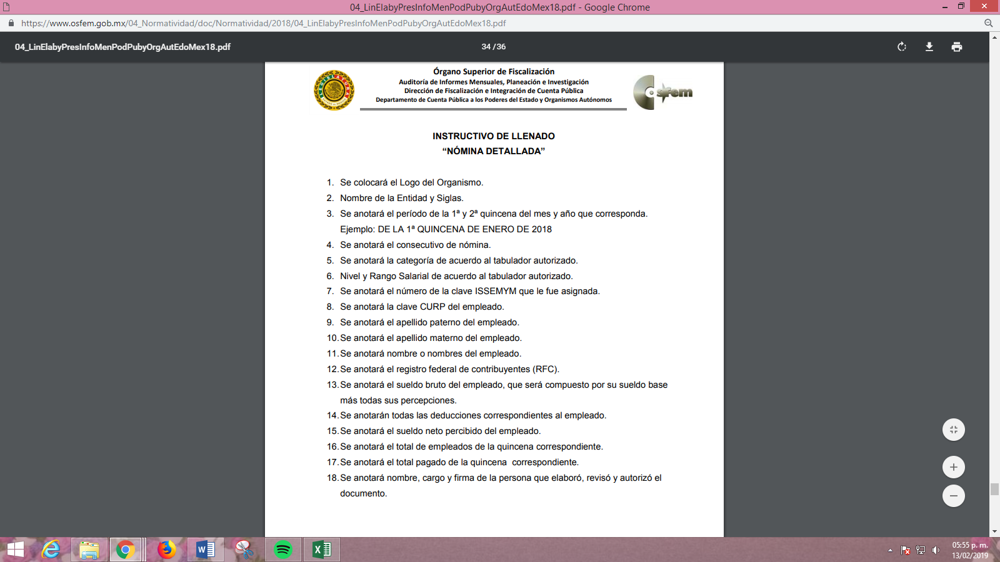 04_LinElabyPresInfoMenPodPubyOrgAutEdoMex18.pdf - Google Chrome
https://www.osfem.gob.mx/04_Normatividad/doc/Normatividad/2018/04_LinElabyPresInfoMenPodPubyOrgAutEdoMex18.pdf
04_LinElabyPresInfoMenPodPubyOrgAutEdoMex18.pdf
34 / 36
Órgano Superior de Fiscalización
Auditoría de Informes Mensuales, Planeación e Investigación
Dirección de Fiscalización e Integración de Cuenta Pública
Departamento de Cuenta Pública a los Poderes del Estado y Organismos Autónomos
osfem
INSTRUCTIVO DE LLENADO
“NÓMINA DETALLADA”
1. Se colocará el Logo del Organismo.
2. Nombre de la Entidad y Siglas.
3. Se anotará el período de la 1ª y 2ª quincena del mes y año que corresponda.
Ejemplo: DE LA 1ª QUINCENA DE ENERO DE 2018
4. Se anotará el consecutivo de nómina.
5. Se anotará la categoría de acuerdo al tabulador autorizado.
6. Nivel y Rango Salarial de acuerdo al tabulador autorizado.
7. Se anotará el número de la clave ISSEMYM que le fue asignada.
8. Se anotará la clave CURP del empleado.
9. Se anotará el apellido paterno del empleado.
10. Se anotará el apellido materno del empleado.
11. Se anotará nombre o nombres del empleado.
12. Se anotará el registro federal de contribuyentes (RFC).
13. Se anotará el sueldo bruto del empleado, que será compuesto por su sueldo base
más todas sus percepciones.
14. Se anotarán todas las deducciones correspondientes al empleado.
15. Se anotará el sueldo neto percibido del empleado.
16. Se anotará el total de empleados de la quincena correspondiente.
17. Se anotará el total pagado de la quincena correspondiente.
18. Se anotará nombre, cargo y firma de la persona que elaboró, revisó y autorizó el
documento.
05:55 p. m.
13/02/2019